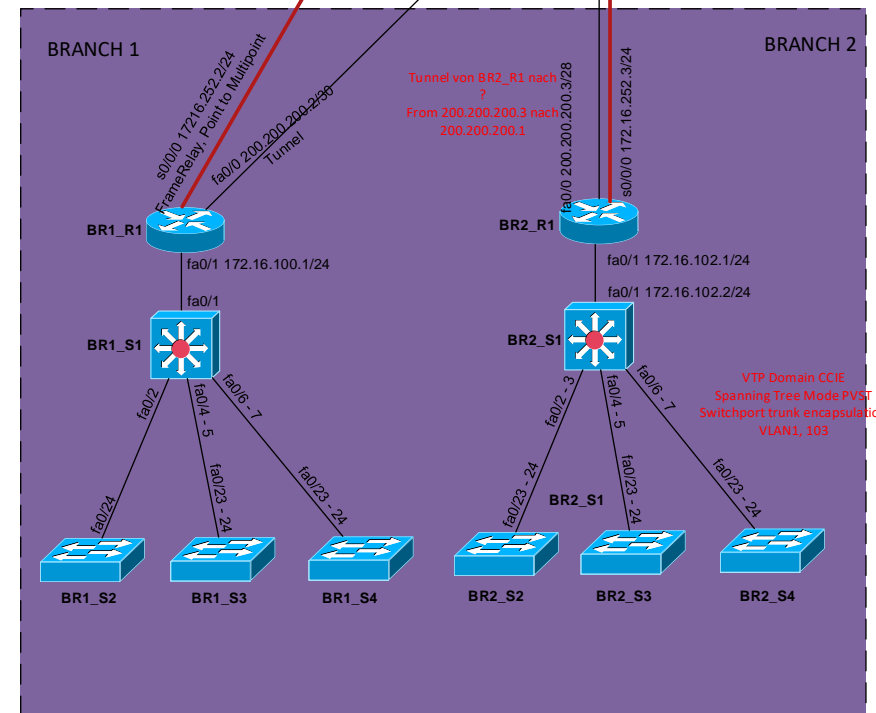 BRANCH 1
BRANCH 2
s0/0/0 17216.252.2/24
FrameRelay, Point to Multipoint
fa0/0 200.200.200.2/30
Tunnel
Tunnel von BR2_R1 nach
?
From 200.200.200.3 nach
200.200.200.1
fa0/0 200.200.200.3/28
s0/0/0 172.16.252.3/24
BR1_R1
BR2_R1
fa0/1 172.16.100.1/24
fa0/1 172.16.102.1/24
fa0/1
fa0/1 172.16.102.2/24
BR1_S1
BR2_S1
fa0/2
fa0/4 - 5
fa0/6 - 7
fa0/2 - 3
fa0/4 - 5
fa0/6 - 7
VTP Domain CCIE
Spanning Tree Mode PVST
Switchport trunk encapsulatio
VLAN1, 103
fa0/24
fa0/23 - 24
fa0/23 - 24
fa0/23 - 24
BR2_S1
fa0/23 - 24
fa0/23 - 24
BR1_S2
BR1_S3
BR1_S4
BR2_S2
BR2_S3
BR2_S4